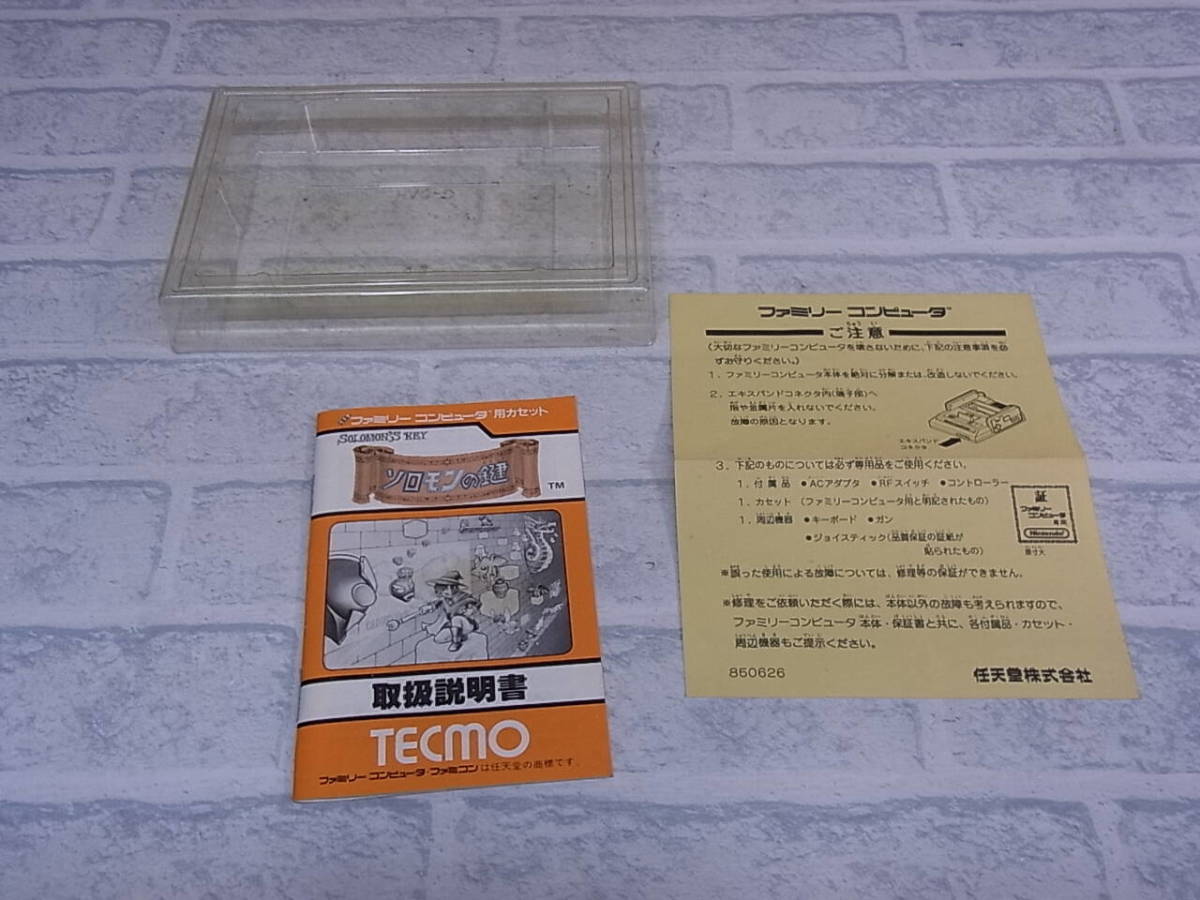 ファミリー コンピュータ用カセット
SOLOMON'S KEY
ソロモンの鍵
TM
取扱説明書
TECMO
ファミリー コンピュータ・ファミコンは任天堂の商標です。
ファミリー コンピュータ
ご注意
(大切なファミリーコンピュータを壊さないために、下記の注意事項を必
ずお守りください。)
1. ファミリーコンピュータ本体を絶対に分解または、改造しないでください。
2. エキスパンドコネクタ内(端子部)へ
指や金属片を入れないでください。
故障の原因となります。
エキスパンド
コネクタ
3. 下記のものについては必ず専用品をご使用ください。
1. 付属品 ●ACアダプタ ●RFスイッチ ●コントローラー
1. カセット (ファミリーコンピュータ用と明記されたもの)
1. 周辺機器 ●キーボード ●ガン
●ジョイスティック(品質保証の証紙が
貼られたもの)
証
ファミリー
コンピュータ
専用
Nintendo
原寸大
※誤った使用による故障については、修理等の保証ができません。
※修理をご依頼いただく際には、本体以外の故障も考えられますので、
ファミリーコンピュータ本体・保証書と共に、各付属品・カセット・
周辺機器もご提示ください。
850626
任天堂株式会社